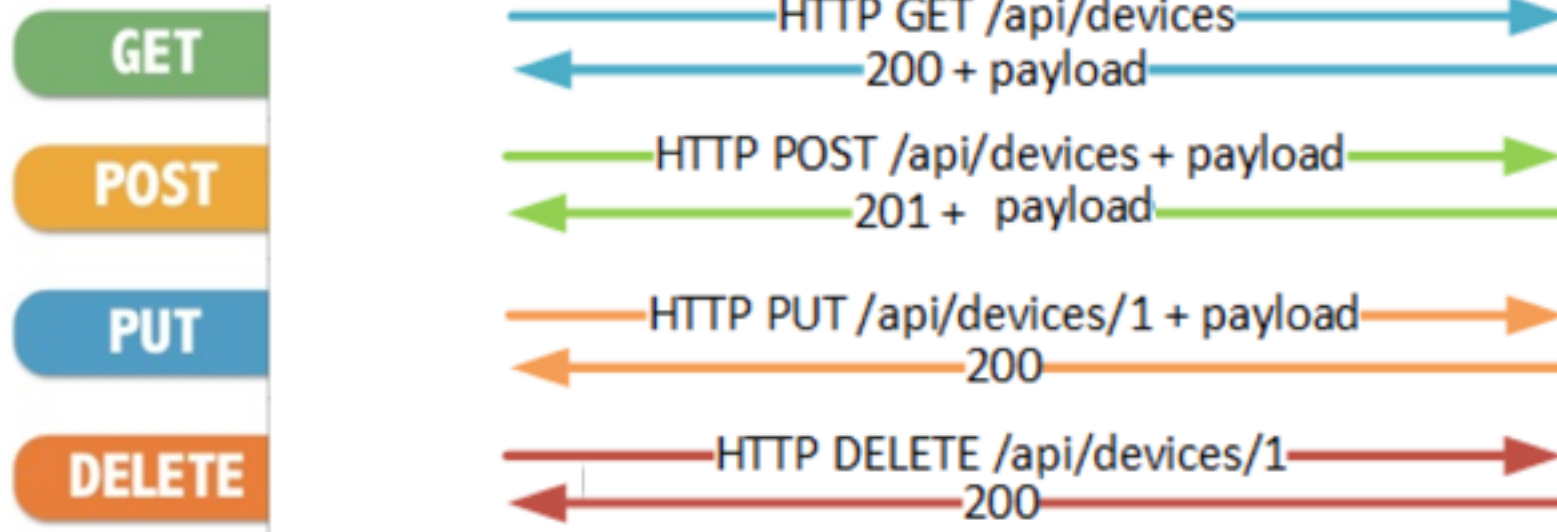 GET
HTTP GET /api/devices
200 + payload
POST
HTTP POST /api/devices + payload
201 + payload
PUT
HTTP PUT /api/devices/1 + payload
200
DELETE
HTTP DELETE /api/devices/1
200